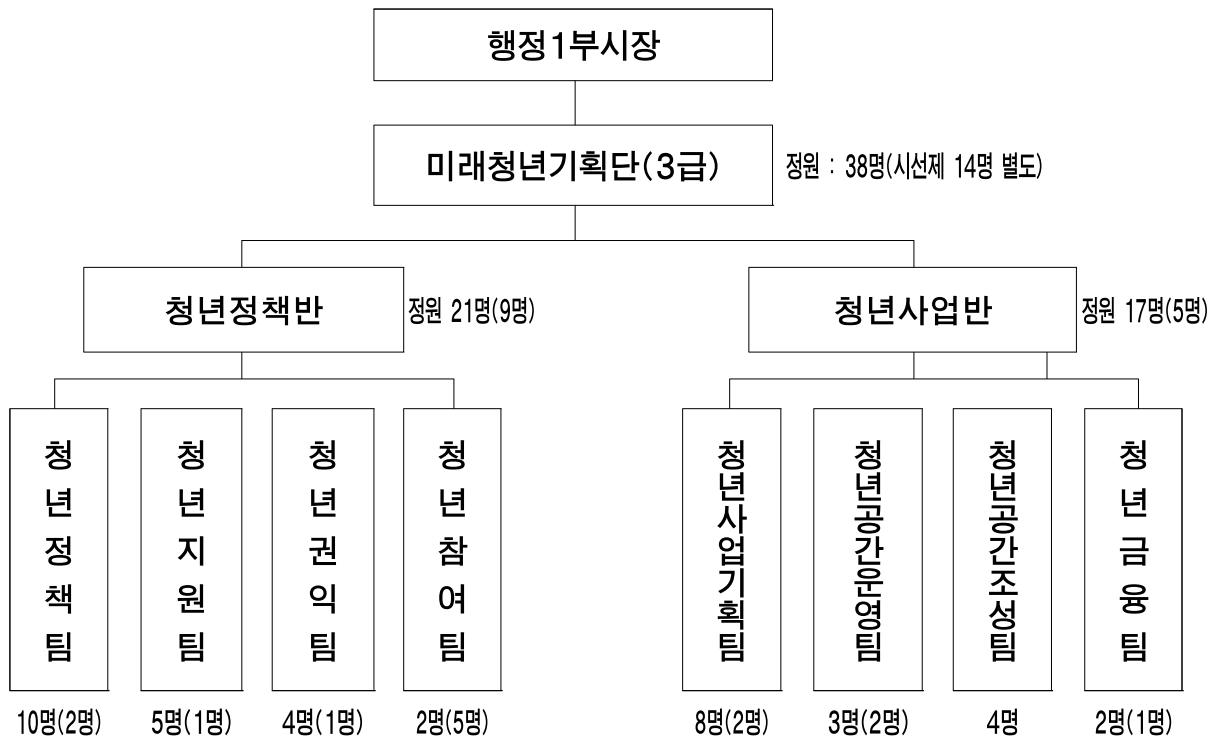 행정1부시장
미래청년기획단(3급)
정원 : 38명(시선제 14명 별도)
청년정책반
정원 21명(9명)
청년사업반
정원 17명(5명)
청년정책팀
청년지원팀
청년권익팀
청년참여팀
청년사업기획팀
청년공간운영팀
청년공간조성팀
청년금융팀
10명(2명)
5명(1명)
4명(1명)
2명(5명)
8명(2명)
3명(2명)
4명
2명(1명)